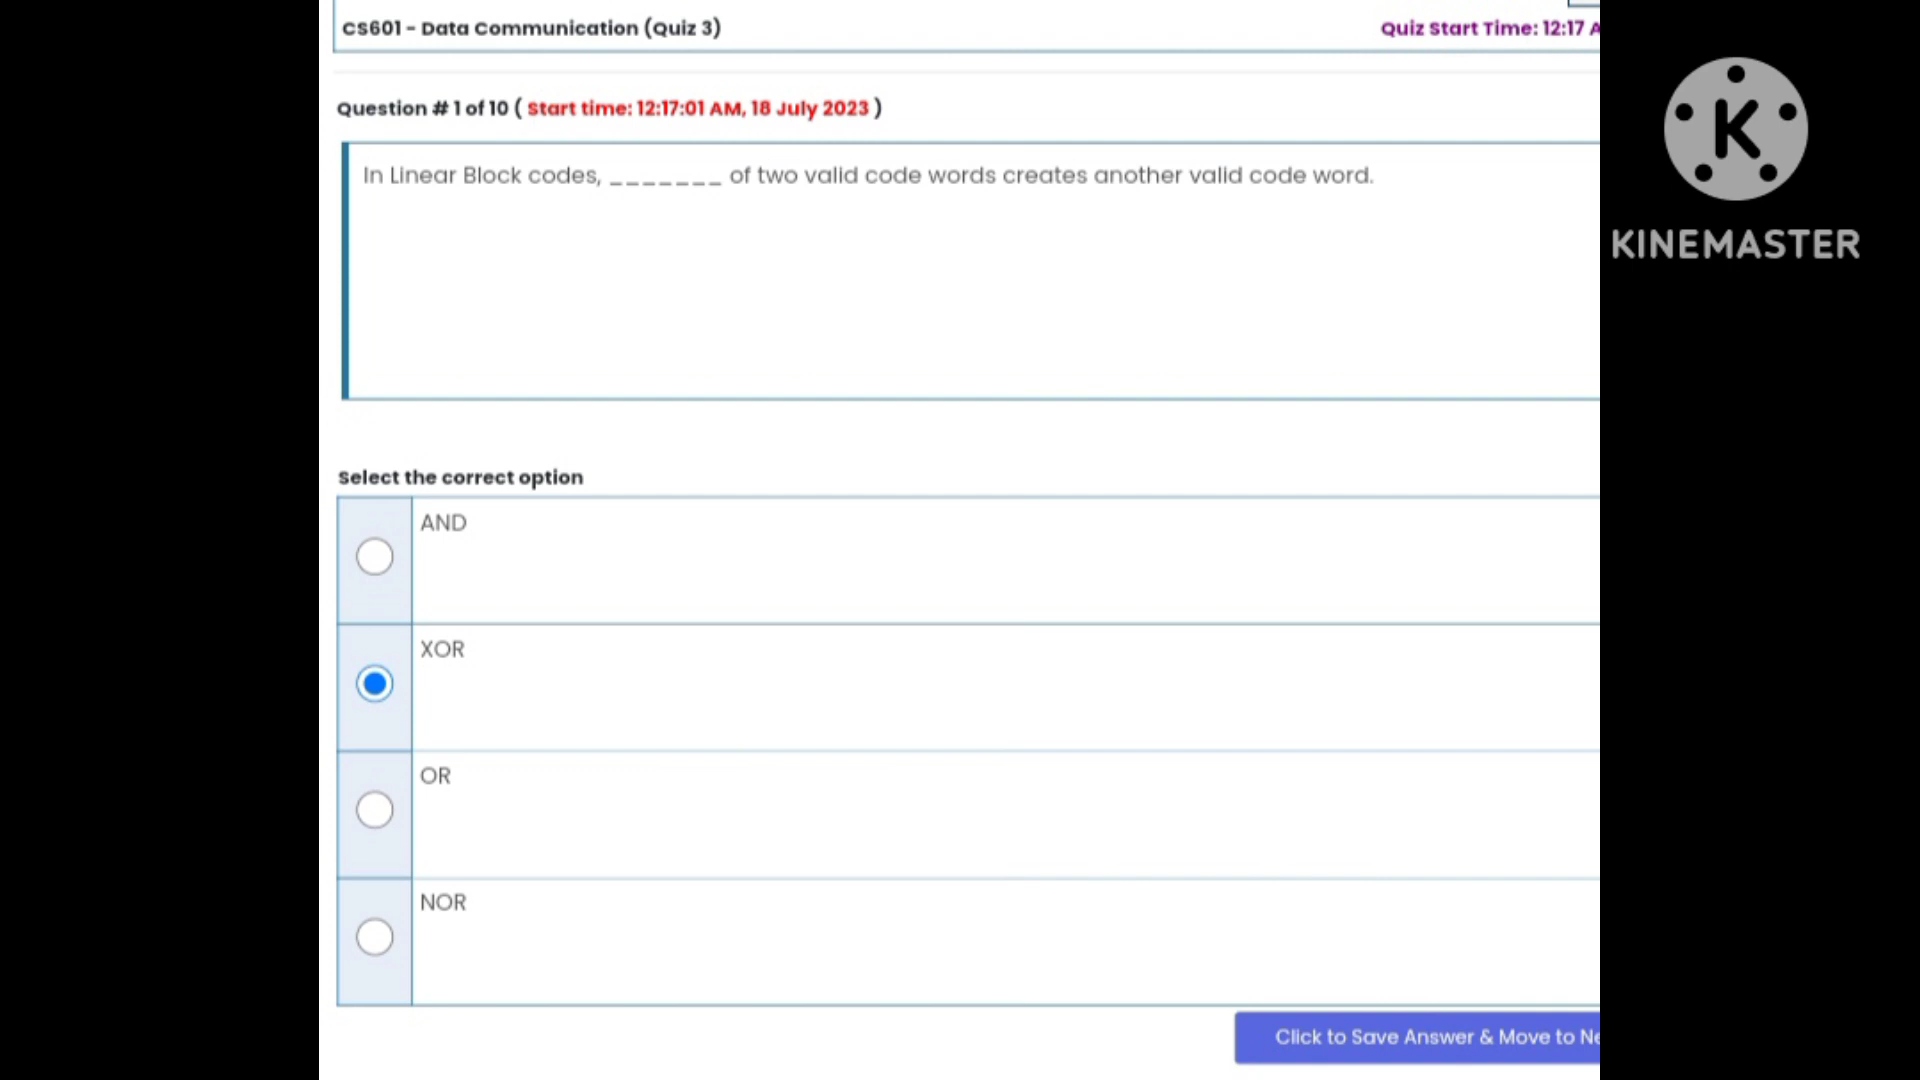 CS601 - Data Communication (Quiz 3)
Quiz Start Time: 12:17 A
Question # 1 of 10 ( Start time: 12:17:01 AM, 18 July 2023 )
In Linear Block codes, _______ of two valid code words creates another valid code word.
Select the correct option
AND
XOR
OR
NOR
Click to Save Answer & Move to Ne
K
KINEMASTER